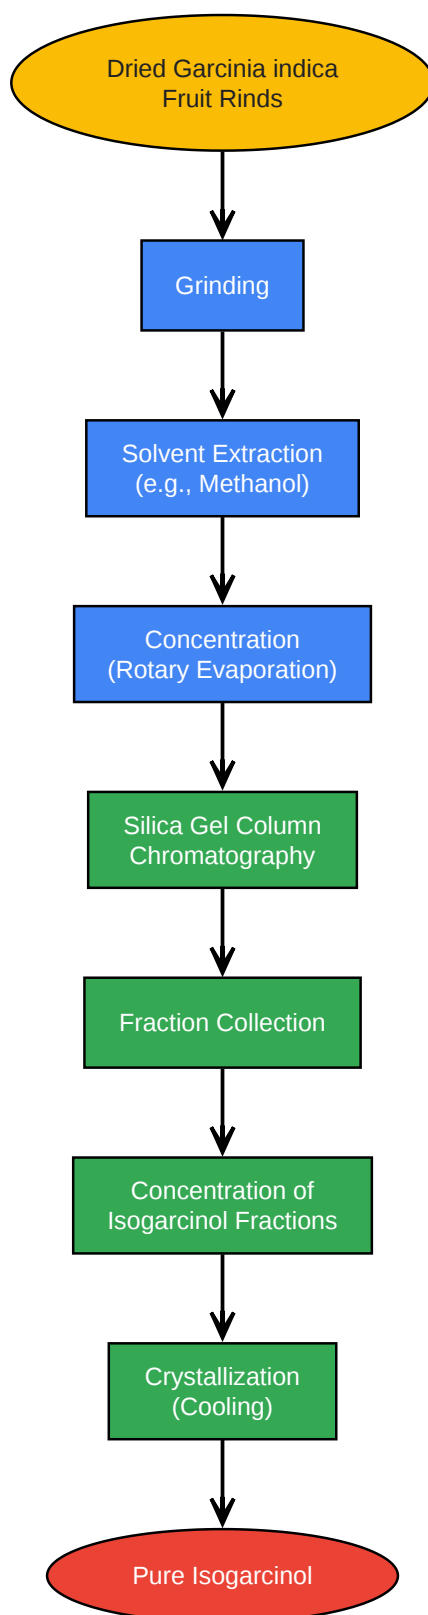 Dried Garcinia indica
Fruit Rinds
Grinding
Solvent Extraction
(e.g., Methanol)
Concentration
(Rotary Evaporation)
Silica Gel Column
Chromatography
Fraction Collection
Concentration of
Isogarcinol Fractions
Crystallization
(Cooling)
Pure Isogarcinol